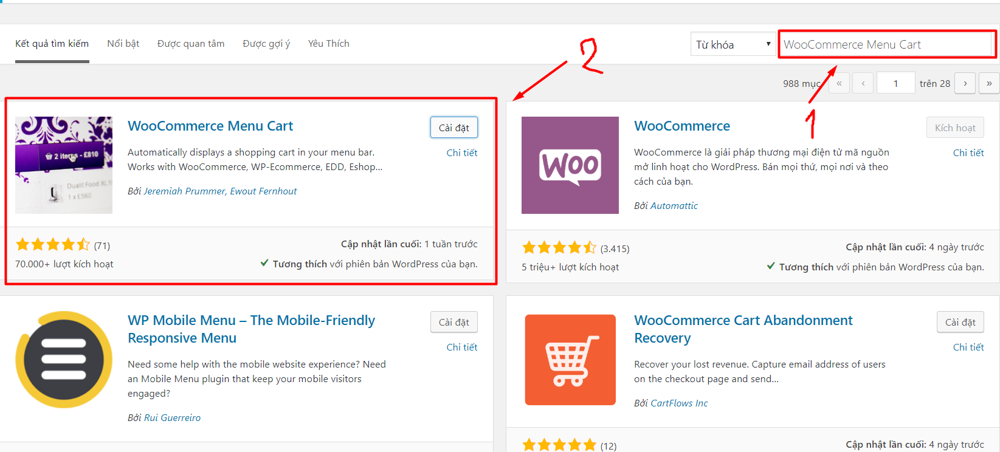 Kết quả tìm kiếm Nổi bật Được quan tâm Được gợi ý Yêu Thích Từ khóa WooCommerce Menu Cart
2
988 mục « ‹ 1 trên 28 › »
1
WooCommerce Menu Cart
Cài đặt
Chi tiết
Automatically displays a shopping cart in your menu bar.
Works with WooCommerce, WP-Ecommerce, EDD, Eshop...
Bởi Jeremiah Prummer, Ewout Fernhout
2 items - £810
Dualit Food XL
1 x £560
(71)
Cập nhật lần cuối: 1 tuần trước
70.000+ lượt kích hoạt
Tương thích với phiên bản WordPress của bạn.
WooCommerce
Kích hoạt
Chi tiết
WooCommerce là giải pháp thương mại điện tử mã nguồn
mở linh hoạt cho WordPress. Bán mọi thứ, mọi nơi và theo
cách của bạn.
Bởi Automattic
WOO
(3.415)
Cập nhật lần cuối: 4 ngày trước
5 triệu+ lượt kích hoạt
Tương thích với phiên bản WordPress của bạn.
WP Mobile Menu – The Mobile-Friendly
Responsive Menu
Cài đặt
Chi tiết
Need some help with the mobile website experience? Need
an Mobile Menu plugin that keep your mobile visitors
engaged?
Bởi Rui Guerreiro
WooCommerce Cart Abandonment
Recovery
Cài đặt
Chi tiết
Recover your lost revenue. Capture email address of users
on the checkout page and send...
Bởi CartFlows Inc
(12)
Cập nhật lần cuối: 4 ngày trước